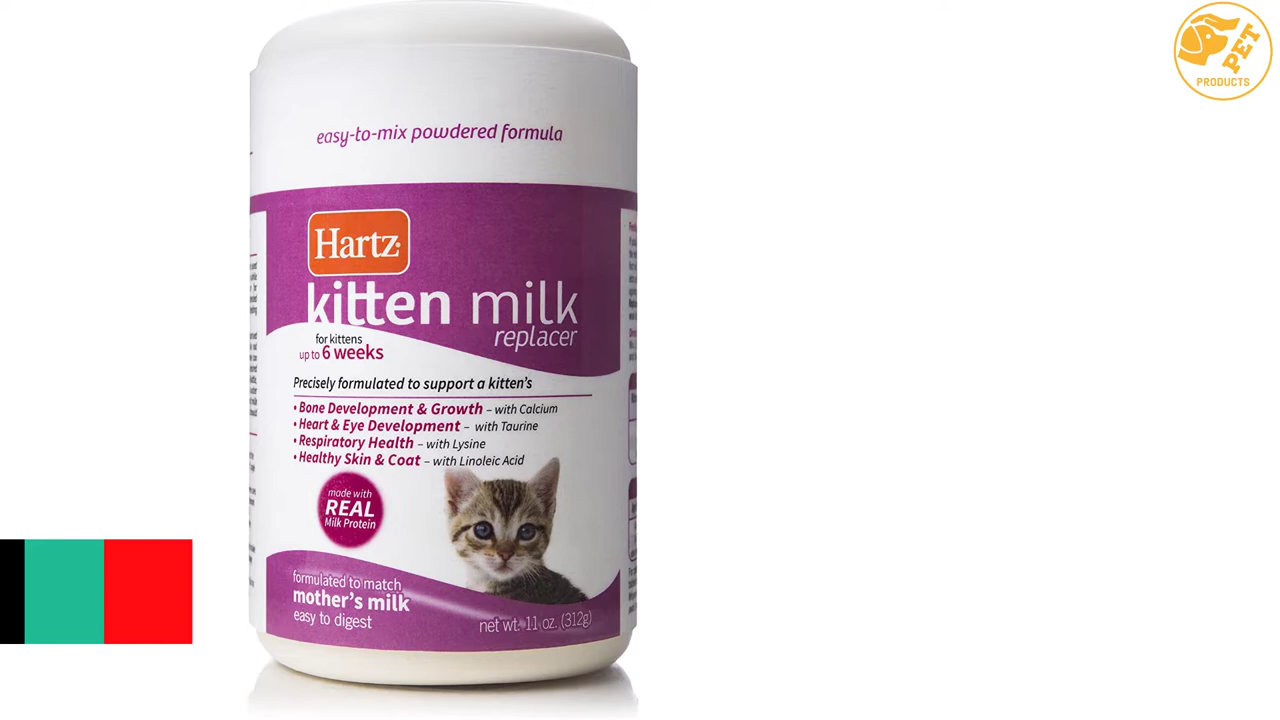 easy-to-mix powdered formula
Hartz
kitten milk
replacer
for kittens
up to 6 weeks
Precisely formulated to support a kitten's
• Bone Development & Growth – with Calcium
• Heart & Eye Development – with Taurine
• Respiratory Health – with Lysine
• Healthy Skin & Coat – with Linoleic Acid
made with
REAL
Milk Protein
formulated to match
mother's milk
easy to digest
net wt. 11 oz. (312g)
PET
PRODUCTS